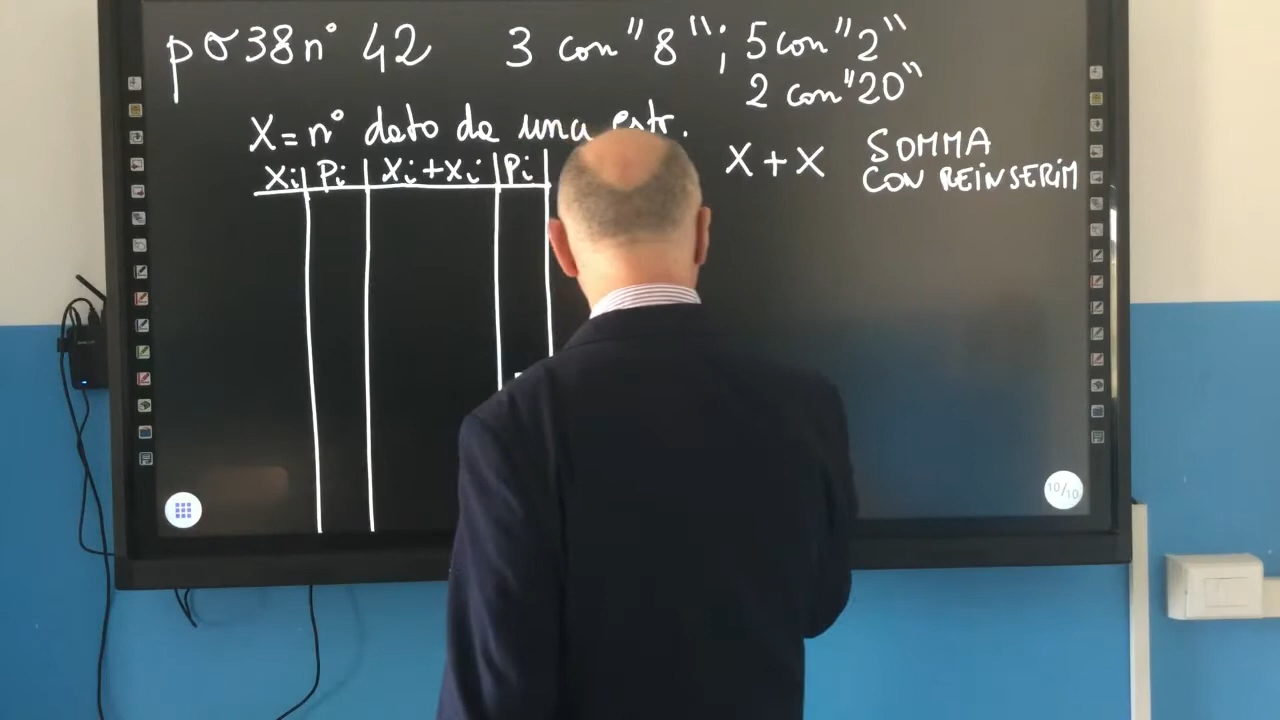 p σ 38 n° 42 3 con "8"; 5 con "2"
2 con "20"
X = n° dato da una estr.
X + X SOMMA
CON REINSERIM
Xi Pi Xi + Xi Pi
10/10